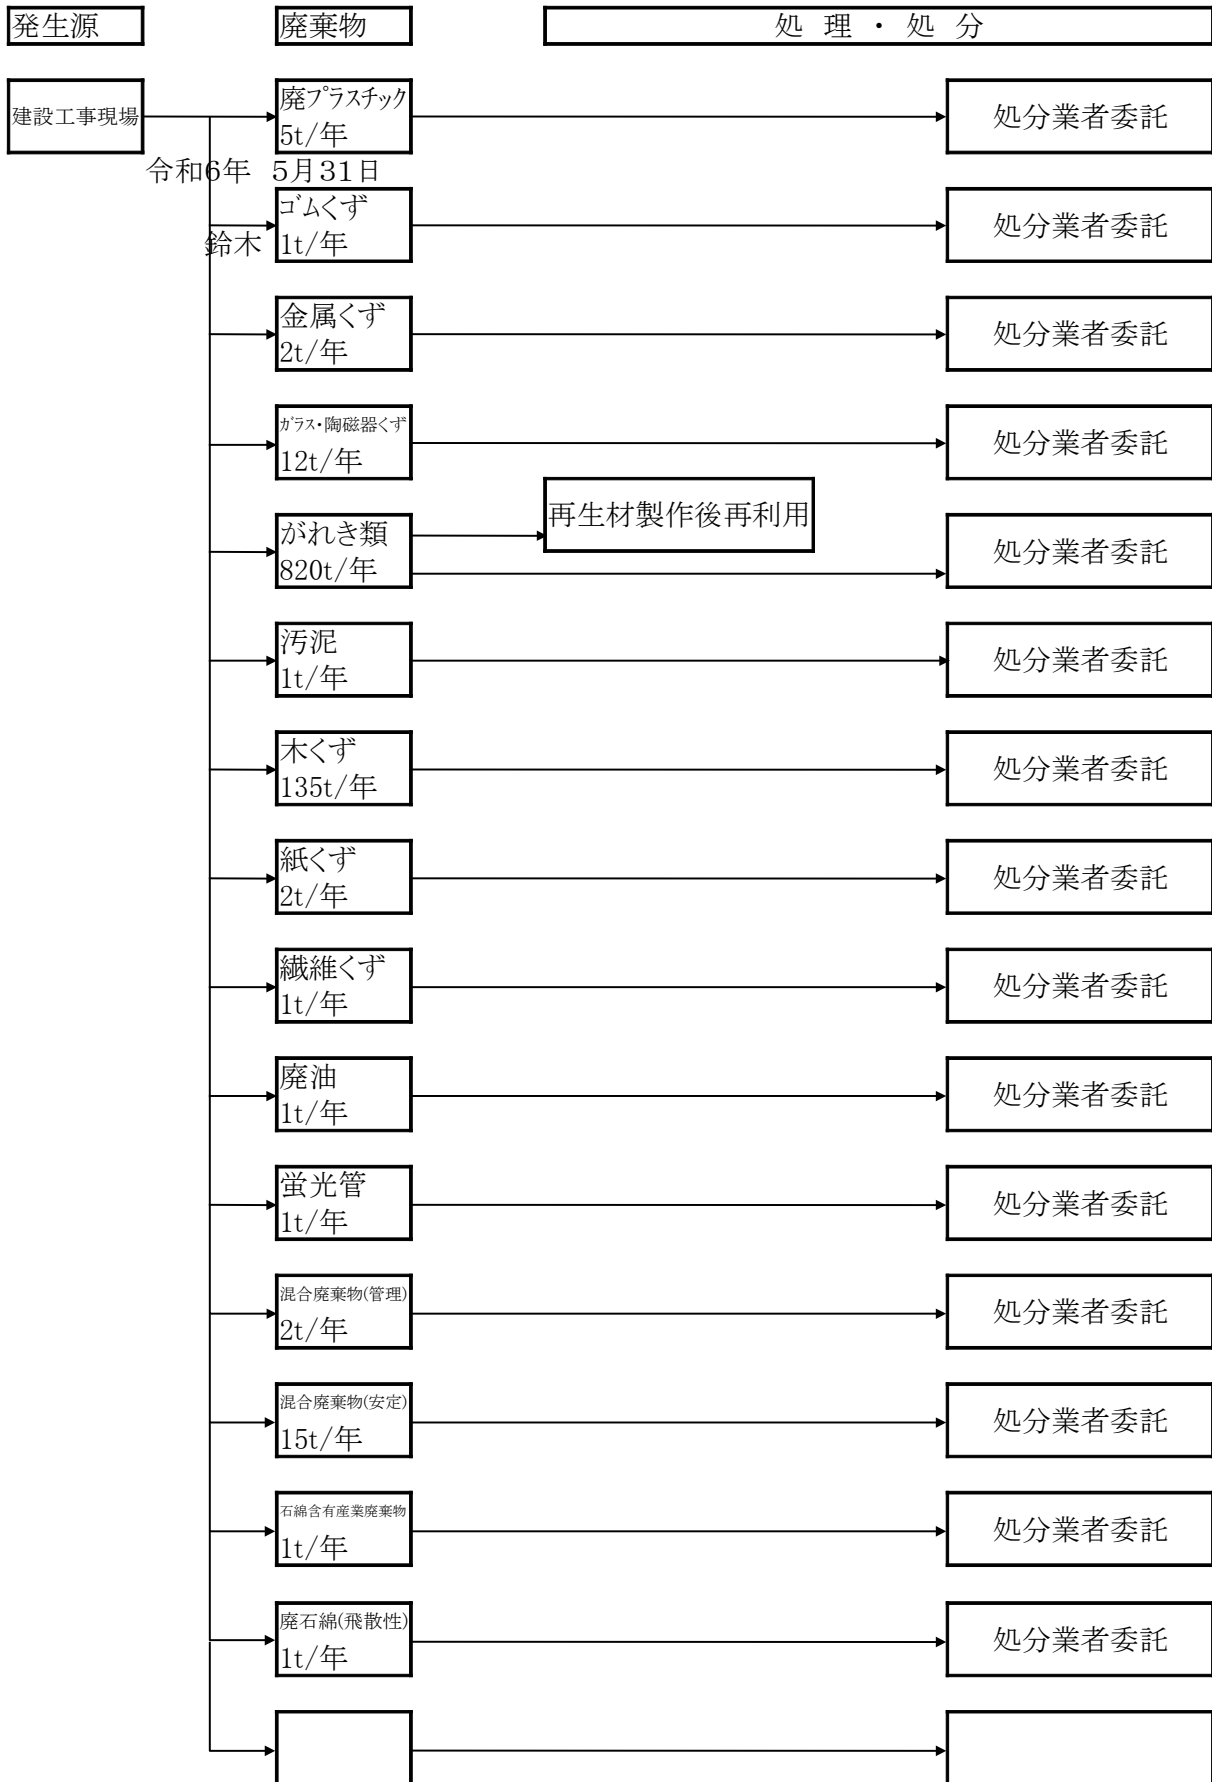 発生源 廃棄物 処 理 ・ 処 分
建設工事現場 廃プラスチック 処分業者委託
5t/年
令和6年 5月31日
ゴムくず 処分業者委託
鈴木 1t/年
金属くず 処分業者委託
2t/年
ガラス・陶磁器くず 処分業者委託
12t/年
再生材製作後再利用
がれき類 処分業者委託
820t/年
汚泥 処分業者委託
1t/年
木くず 処分業者委託
135t/年
紙くず 処分業者委託
2t/年
繊維くず 処分業者委託
1t/年
廃油 処分業者委託
1t/年
蛍光管 処分業者委託
1t/年
混合廃棄物(管理) 処分業者委託
2t/年
混合廃棄物(安定) 処分業者委託
15t/年
石綿含有産業廃棄物 処分業者委託
1t/年
廃石綿(飛散性) 処分業者委託
1t/年